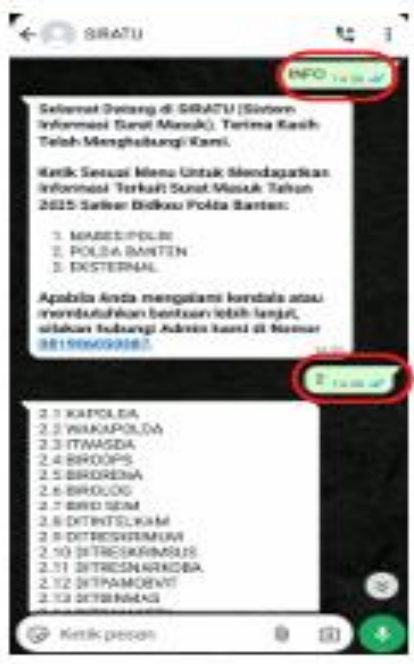 SIRATU
INFO
Selamat Datang di SIRATU (Sistem
Informasi Surat Masuk), Terima Kasih
Telah Menghubungi Kami.
Ketik Sesuai Menu Untuk Mendapatkan
Informasi Terkait Surat Masuk Tahun
2025 Satker Bidkeu Polda Banten:
1. MABES POLRI
2. POLDA BANTEN
3. EKSTERNAL
Apabila Anda mengalami kendala atau
membutuhkan bantuan lebih lanjut,
silakan hubungi Admin kami di Nomor
2
2.1 KAPOLDA
2.2 WAKAPOLDA
2.3 ITWASDA
2.4 BIROOPS
2.5 BIRORENA
2.6 BIROLOG
2.7 BIRO SDM
2.8 DITINTELKAM
2.9 DITRESKRIMUM
2.10 DITRESKRIMSUS
2.11 DITRESNARKOBA
2.12 DITPAMOBVIT
2.13 DITBINMAS
Ketik pesan